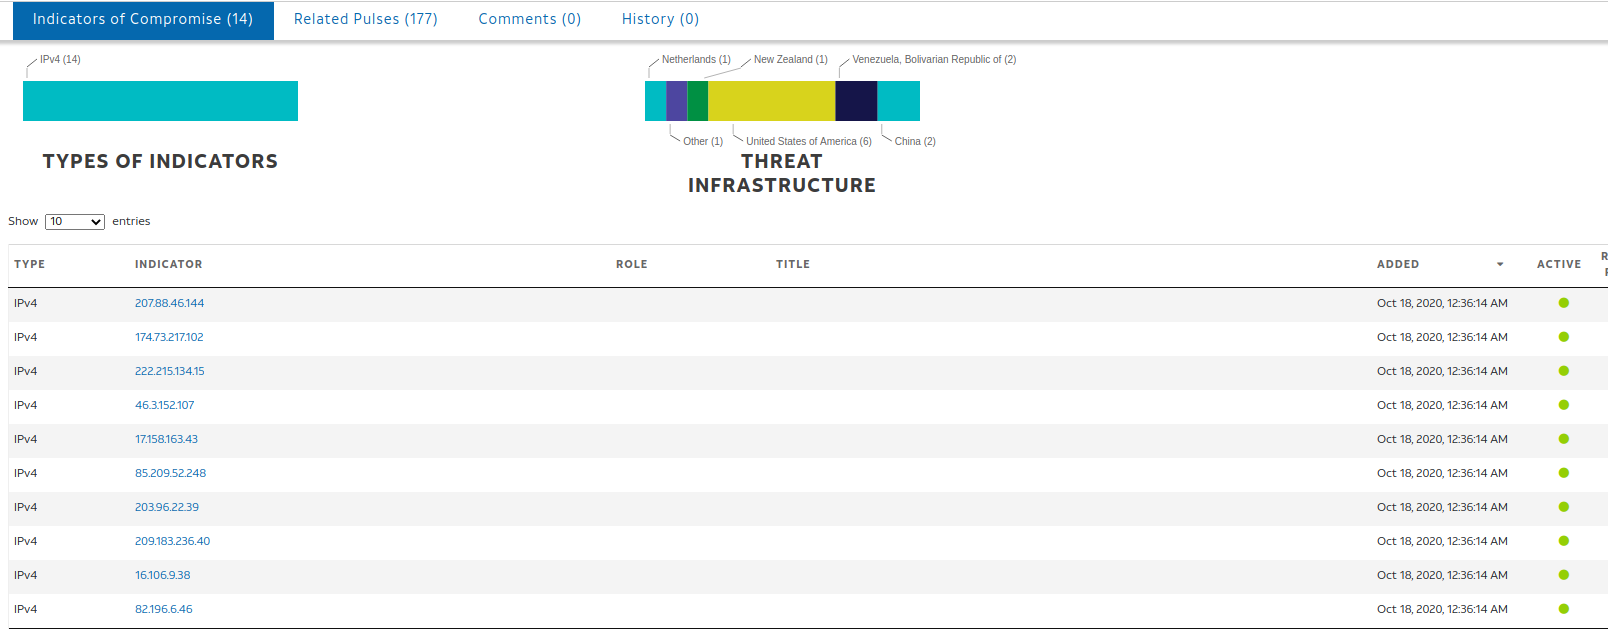 Indicators of Compromise (14) Related Pulses (177) Comments (0) History (0)
IPv4 (14) Netherlands (1) New Zealand (1) Venezuela, Bolivarian Republic of (2)
Other (1) United States of America (6) China (2)
TYPES OF INDICATORS THREAT
INFRASTRUCTURE
Show 10 entries
TYPE INDICATOR ROLE TITLE ADDED ACTIVE
IPv4 207.88.46.144 Oct 18, 2020, 12:36:14 AM
IPv4 174.73.217.102 Oct 18, 2020, 12:36:14 AM
IPv4 222.215.134.15 Oct 18, 2020, 12:36:14 AM
IPv4 46.3.152.107 Oct 18, 2020, 12:36:14 AM
IPv4 17.158.163.43 Oct 18, 2020, 12:36:14 AM
IPv4 85.209.52.248 Oct 18, 2020, 12:36:14 AM
IPv4 203.96.22.39 Oct 18, 2020, 12:36:14 AM
IPv4 209.183.236.40 Oct 18, 2020, 12:36:14 AM
IPv4 16.106.9.38 Oct 18, 2020, 12:36:14 AM
IPv4 82.196.6.46 Oct 18, 2020, 12:36:14 AM